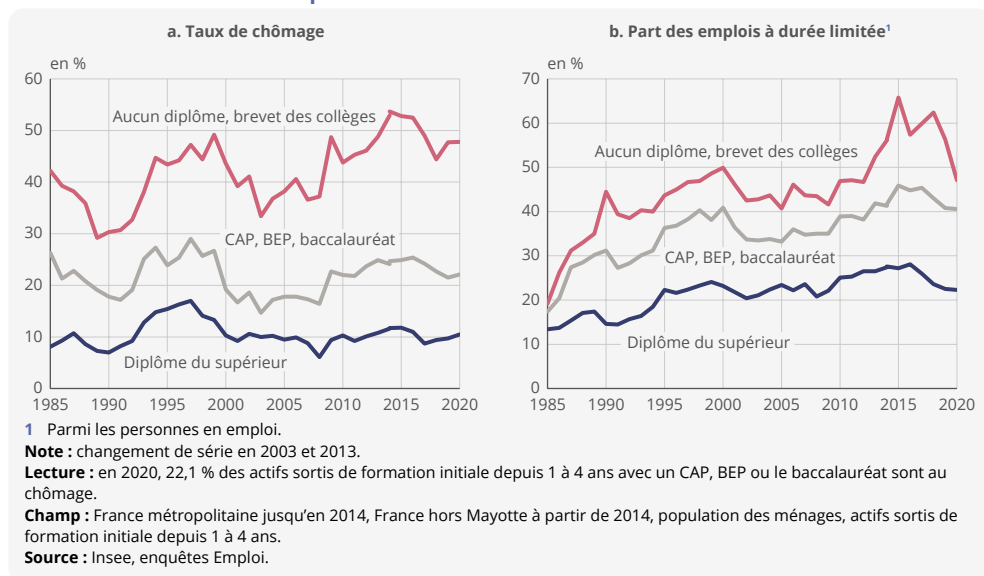 a. Taux de chômage
en %
60
50
40
30
20
10
0
Aucun diplôme, brevet des collèges
CAP, BEP, baccalauréat
Diplôme du supérieur
1985 1990 1995 2000 2005 2010 2015 2020
b. Part des emplois à durée limitée¹
en %
70
60
50
40
30
20
10
0
Aucun diplôme, brevet des collèges
CAP, BEP, baccalauréat
Diplôme du supérieur
1985 1990 1995 2000 2005 2010 2015 2020
1 Parmi les personnes en emploi.
Note : changement de série en 2003 et 2013.
Lecture : en 2020, 22,1 % des actifs sortis de formation initiale depuis 1 à 4 ans avec un CAP, BEP ou le baccalauréat sont au
chômage.
Champ : France métropolitaine jusqu'en 2014, France hors Mayotte à partir de 2014, population des ménages, actifs sortis de
formation initiale depuis 1 à 4 ans.
Source : Insee, enquêtes Emploi.